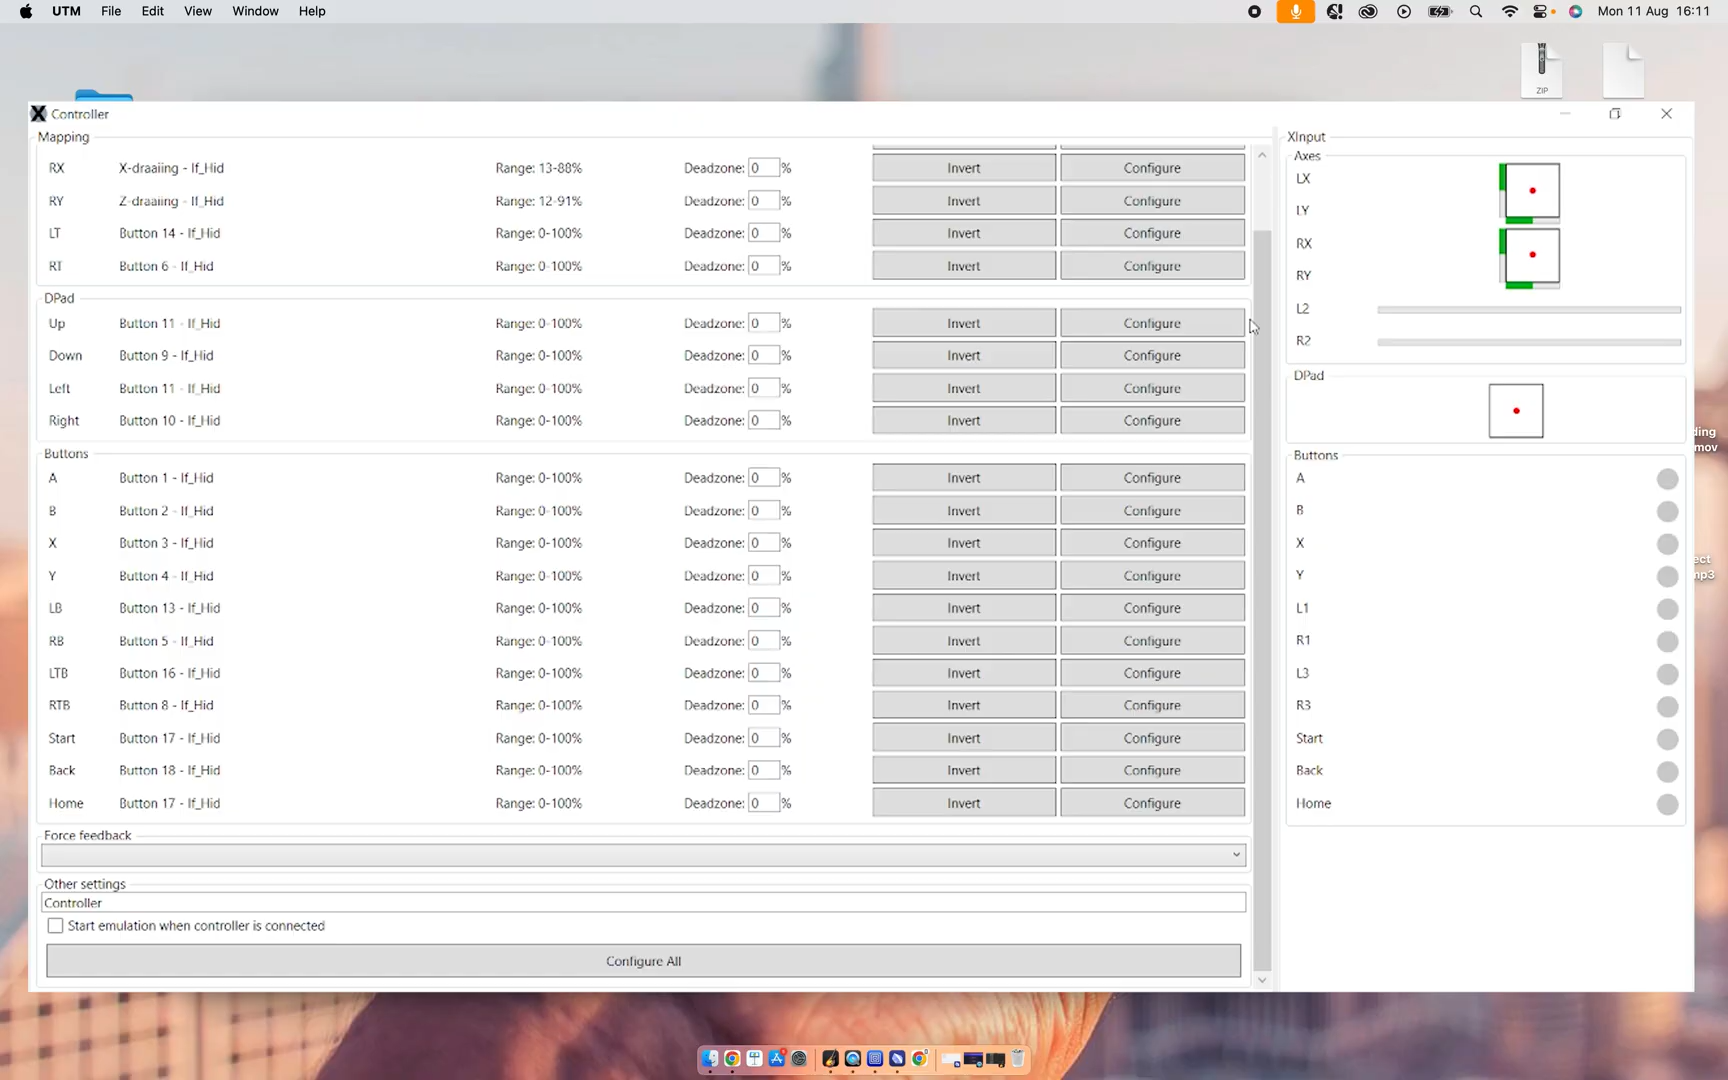 UTM File Edit View Window Help Mon 11 Aug 16:11
ZIP
Controller
Mapping
RX X-draaiing - If_Hid Range: 13-88% Deadzone: 0 % Invert Configure
RY Z-draaiing - If_Hid Range: 12-91% Deadzone: 0 % Invert Configure
LT Button 14 - If_Hid Range: 0-100% Deadzone: 0 % Invert Configure
RT Button 6 - If_Hid Range: 0-100% Deadzone: 0 % Invert Configure
DPad
Up Button 11 - If_Hid Range: 0-100% Deadzone: 0 % Invert Configure
Down Button 9 - If_Hid Range: 0-100% Deadzone: 0 % Invert Configure
Left Button 11 - If_Hid Range: 0-100% Deadzone: 0 % Invert Configure
Right Button 10 - If_Hid Range: 0-100% Deadzone: 0 % Invert Configure
Buttons
A Button 1 - If_Hid Range: 0-100% Deadzone: 0 % Invert Configure
B Button 2 - If_Hid Range: 0-100% Deadzone: 0 % Invert Configure
X Button 3 - If_Hid Range: 0-100% Deadzone: 0 % Invert Configure
Y Button 4 - If_Hid Range: 0-100% Deadzone: 0 % Invert Configure
LB Button 13 - If_Hid Range: 0-100% Deadzone: 0 % Invert Configure
RB Button 5 - If_Hid Range: 0-100% Deadzone: 0 % Invert Configure
LTB Button 16 - If_Hid Range: 0-100% Deadzone: 0 % Invert Configure
RTB Button 8 - If_Hid Range: 0-100% Deadzone: 0 % Invert Configure
Start Button 17 - If_Hid Range: 0-100% Deadzone: 0 % Invert Configure
Back Button 18 - If_Hid Range: 0-100% Deadzone: 0 % Invert Configure
Home Button 17 - If_Hid Range: 0-100% Deadzone: 0 % Invert Configure
Force feedback
Other settings
Controller
Start emulation when controller is connected
Configure All
XInput
Axes
LX
LY
RX
RY
L2
R2
DPad
Buttons
A
B
X
Y
L1
R1
L3
R3
Start
Back
Home
ding
mov
ect
mp3